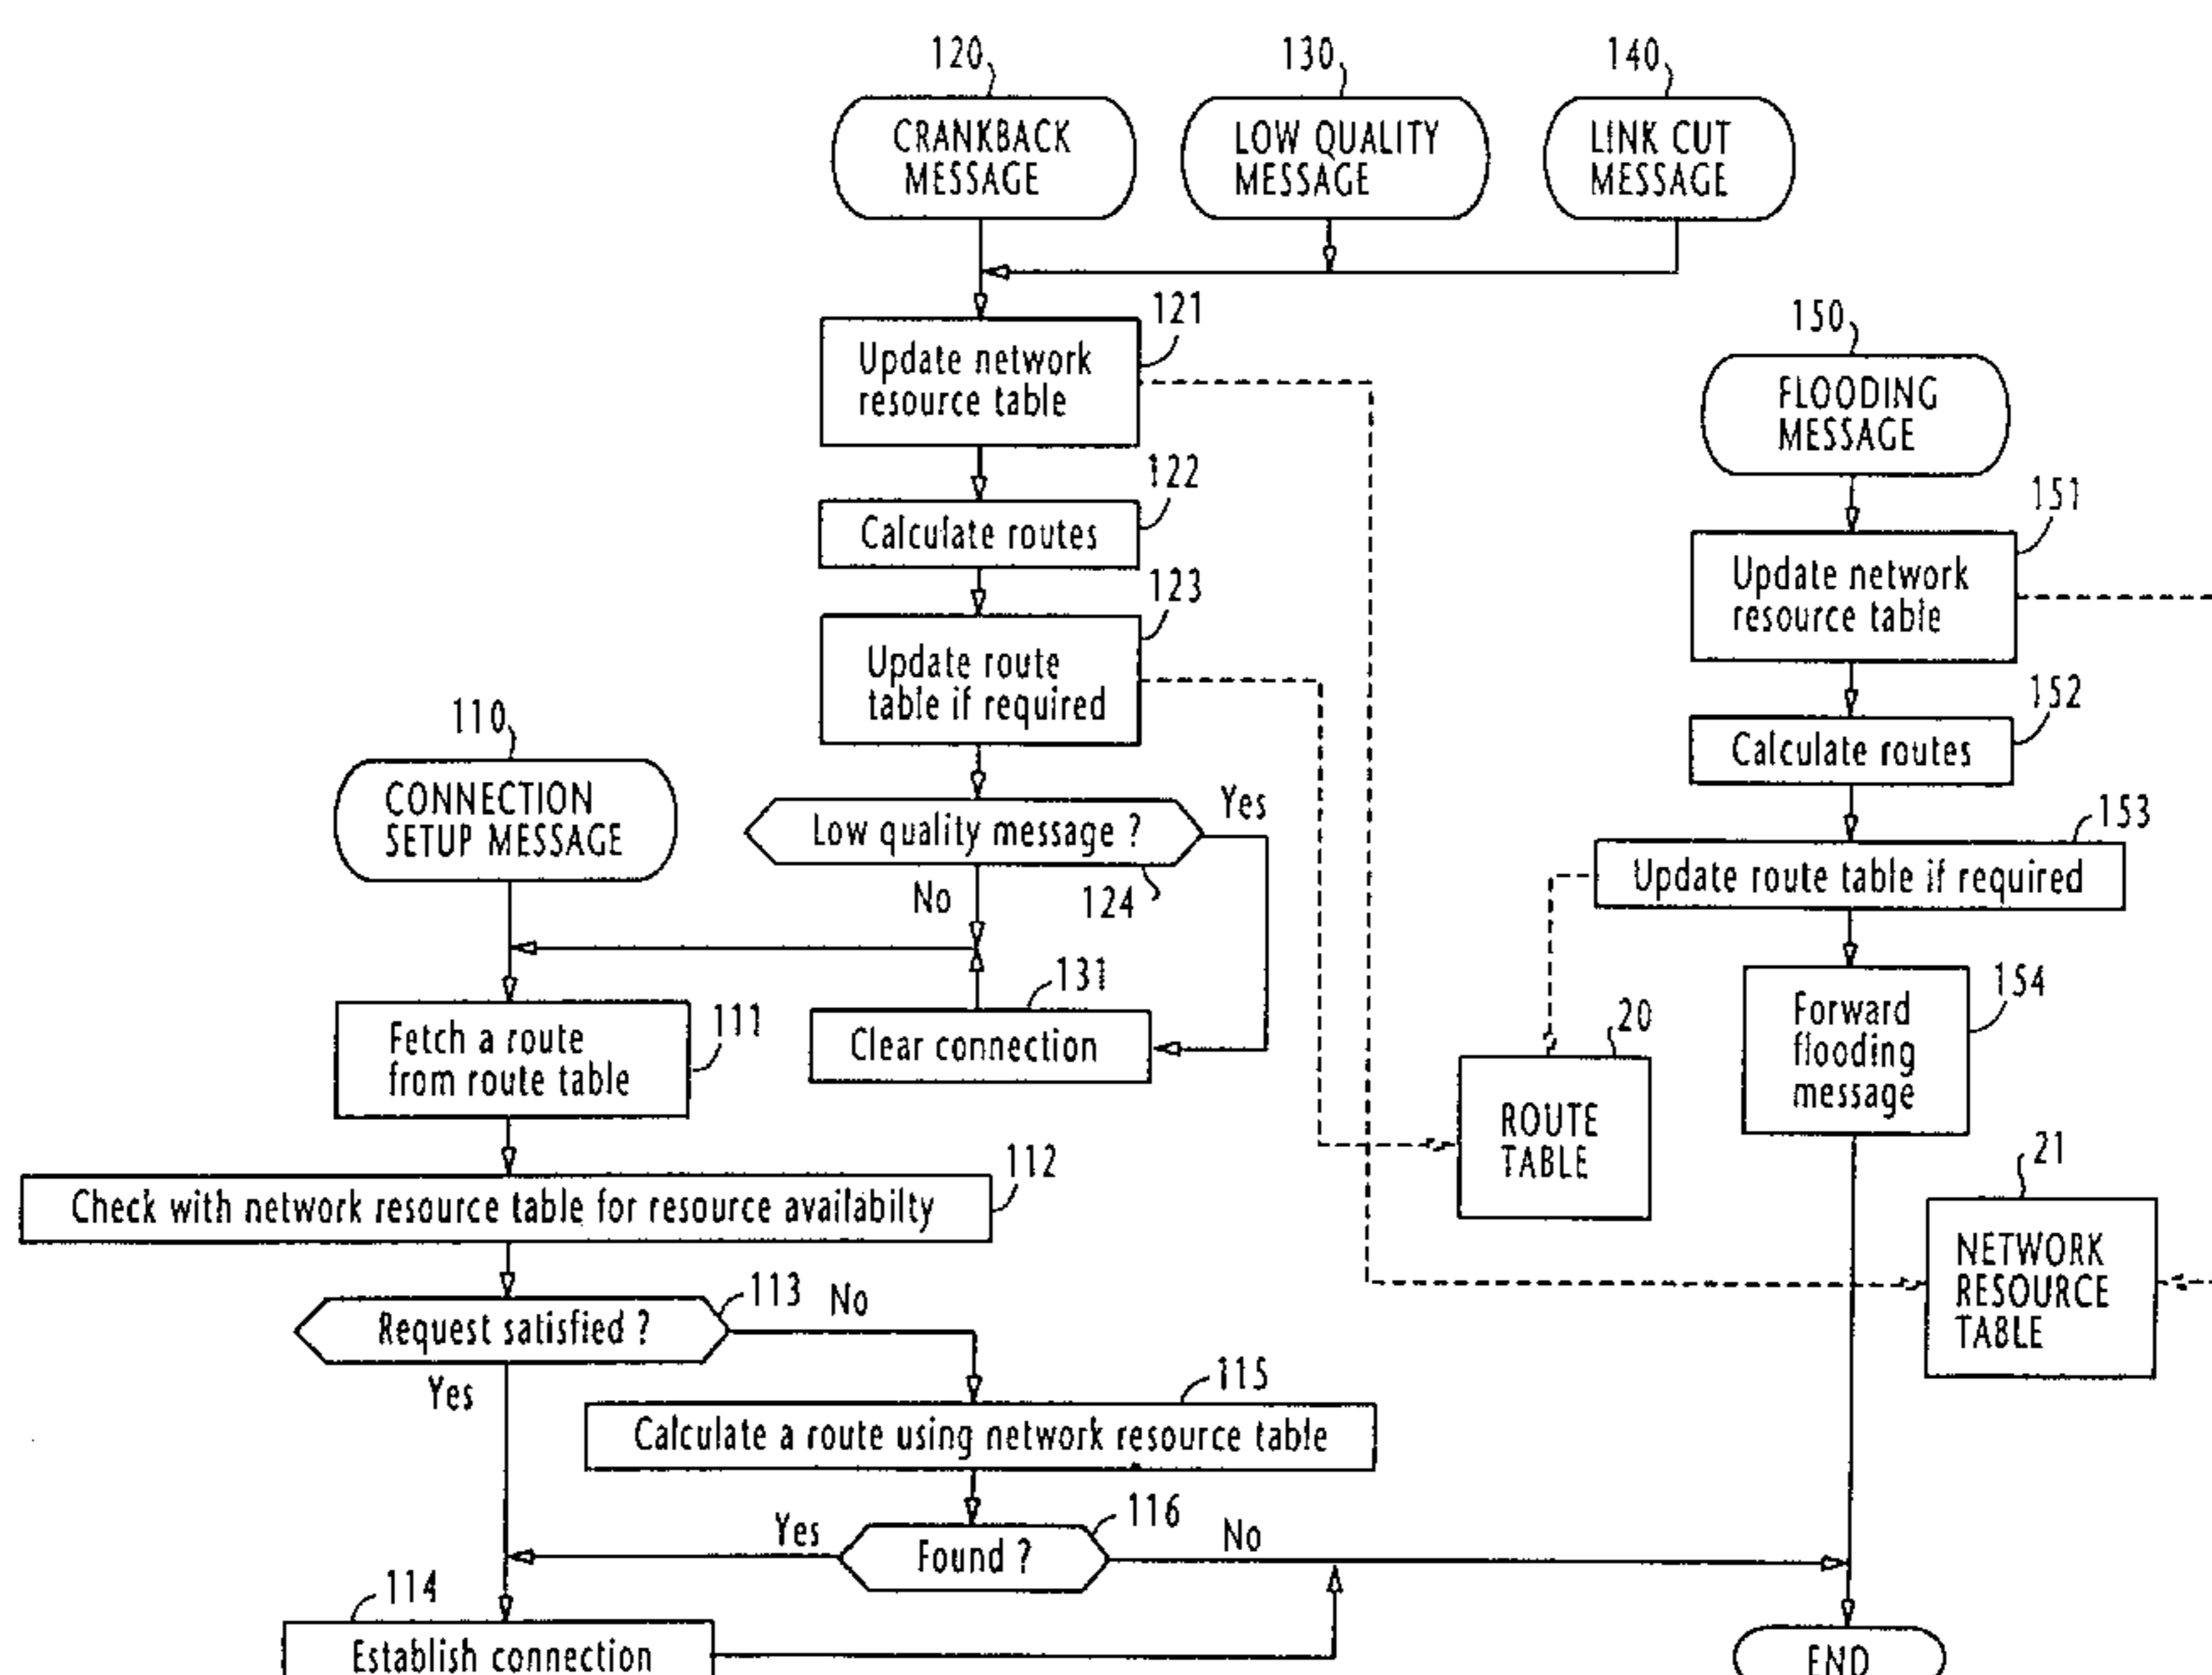 120
130
140
CRANKBACK
MESSAGE
LOW QUALITY
MESSAGE
LINK CUT
MESSAGE
121
Update network
resource table
150
FLOODING
MESSAGE
122
Calculate routes
151
Update network
resource table
123
Update route
table if required
152
Calculate routes
110
CONNECTION
SETUP MESSAGE
Low quality message ?
Yes
No
124
153
Update route table if required
131
Clear connection
111
Fetch a route
from route table
154
Forward
flooding
message
20
ROUTE
TABLE
21
NETWORK
RESOURCE
TABLE
112
Check with network resource table for resource availabilty
113
Request satisfied ?
No
Yes
115
Calculate a route using network resource table
116
Found ?
Yes
No
114
Establish connection
END